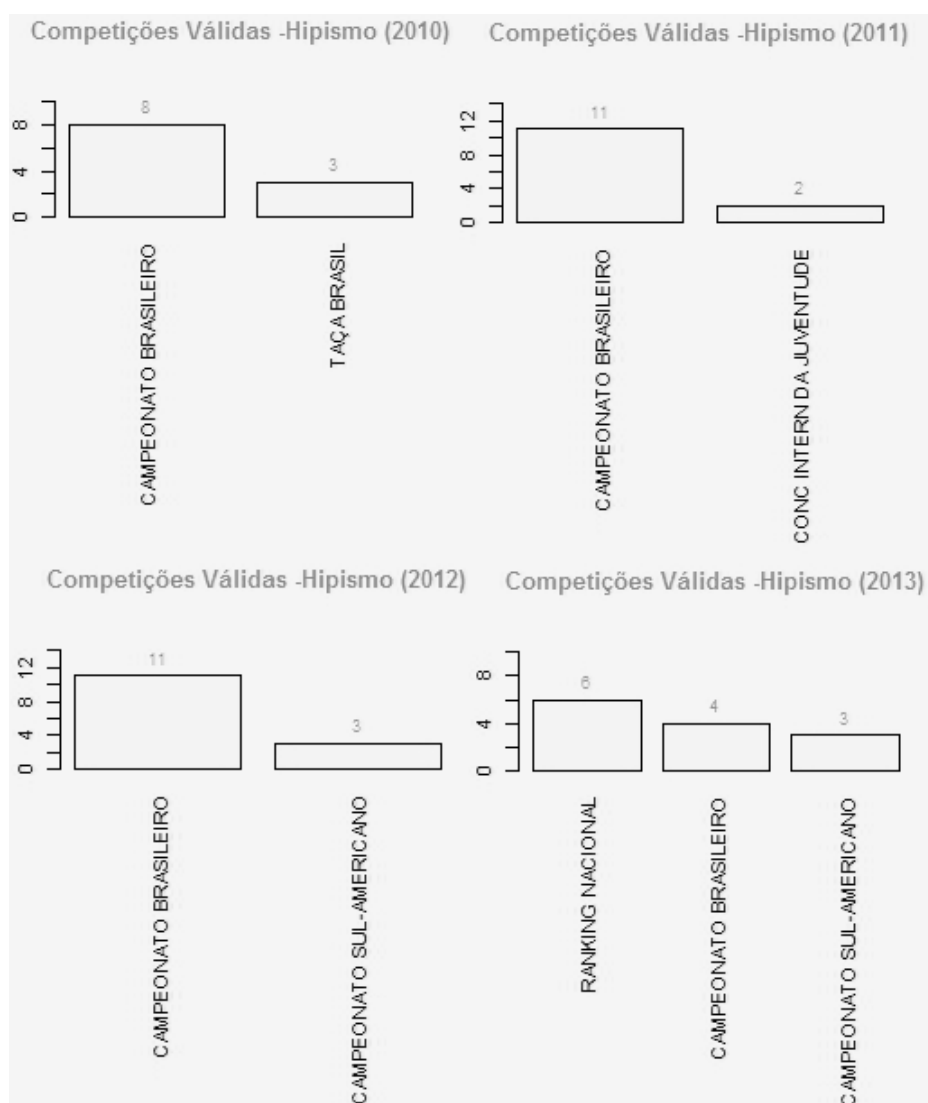 Competições Válidas -Hipismo (2010)
8
3
8
4
0
CAMPEONATO BRASILEIRO
TAÇA BRASIL
Competições Válidas -Hipismo (2011)
11
2
12
8
4
0
CAMPEONATO BRASILEIRO
CONC INTERN DA JUVENTUDE
Competições Válidas -Hipismo (2012)
11
3
12
8
4
0
CAMPEONATO BRASILEIRO
CAMPEONATO SUL-AMERICANO
Competições Válidas -Hipismo (2013)
6
4
3
8
4
0
RANKING NACIONAL
CAMPEONATO BRASILEIRO
CAMPEONATO SUL-AMERICANO